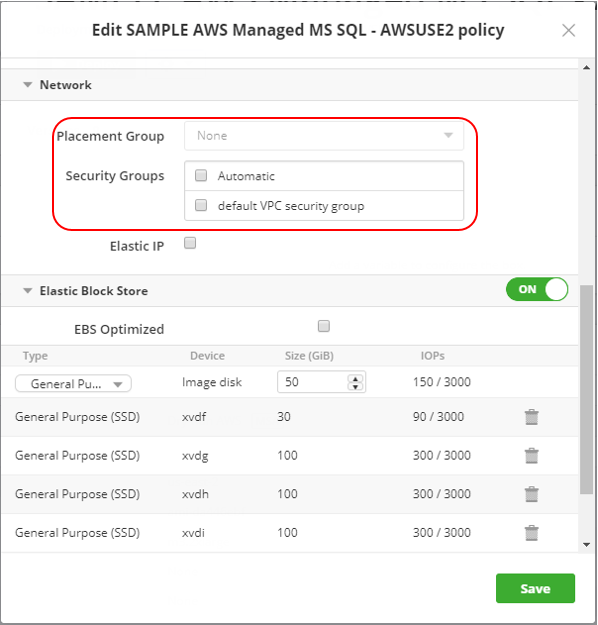 Edit SAMPLE AWS Managed MS SQL - AWSUSE2 policy
Network
Placement Group None
Security Groups Automatic
default VPC security group
Elastic IP
Elastic Block Store ON
EBS Optimized
Type Device Size (GiB) IOPs
General Pu... Image disk 50 150 / 3000
General Purpose (SSD) xvdf 30 90 / 3000
General Purpose (SSD) xvdg 100 300 / 3000
General Purpose (SSD) xvdh 100 300 / 3000
General Purpose (SSD) xvdi 100 300 / 3000
Save